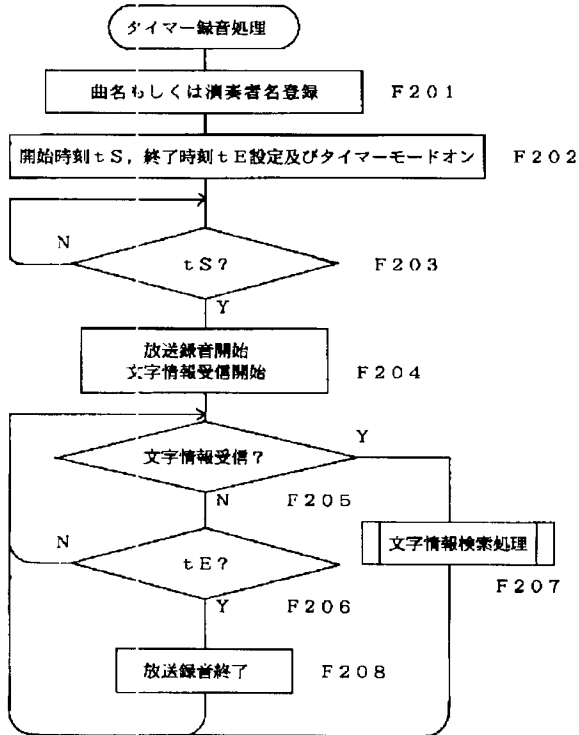 タイマー録音処理
曲名もしくは演奏者名登録 F201
開始時刻tS,終了時刻tE設定及びタイマーモードオン F202
N
tS? F203
Y
放送録音開始
文字情報受信開始 F204
Y
文字情報受信?
N F205
N
tE?
文字情報検索処理
F207
Y F206
放送録音終了 F208